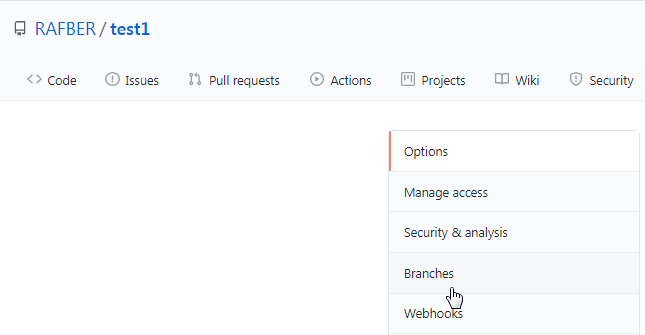 RAFBER / test1
Code Issues Pull requests Actions Projects Wiki Security
Options
Manage access
Security & analysis
Branches
Webhooks